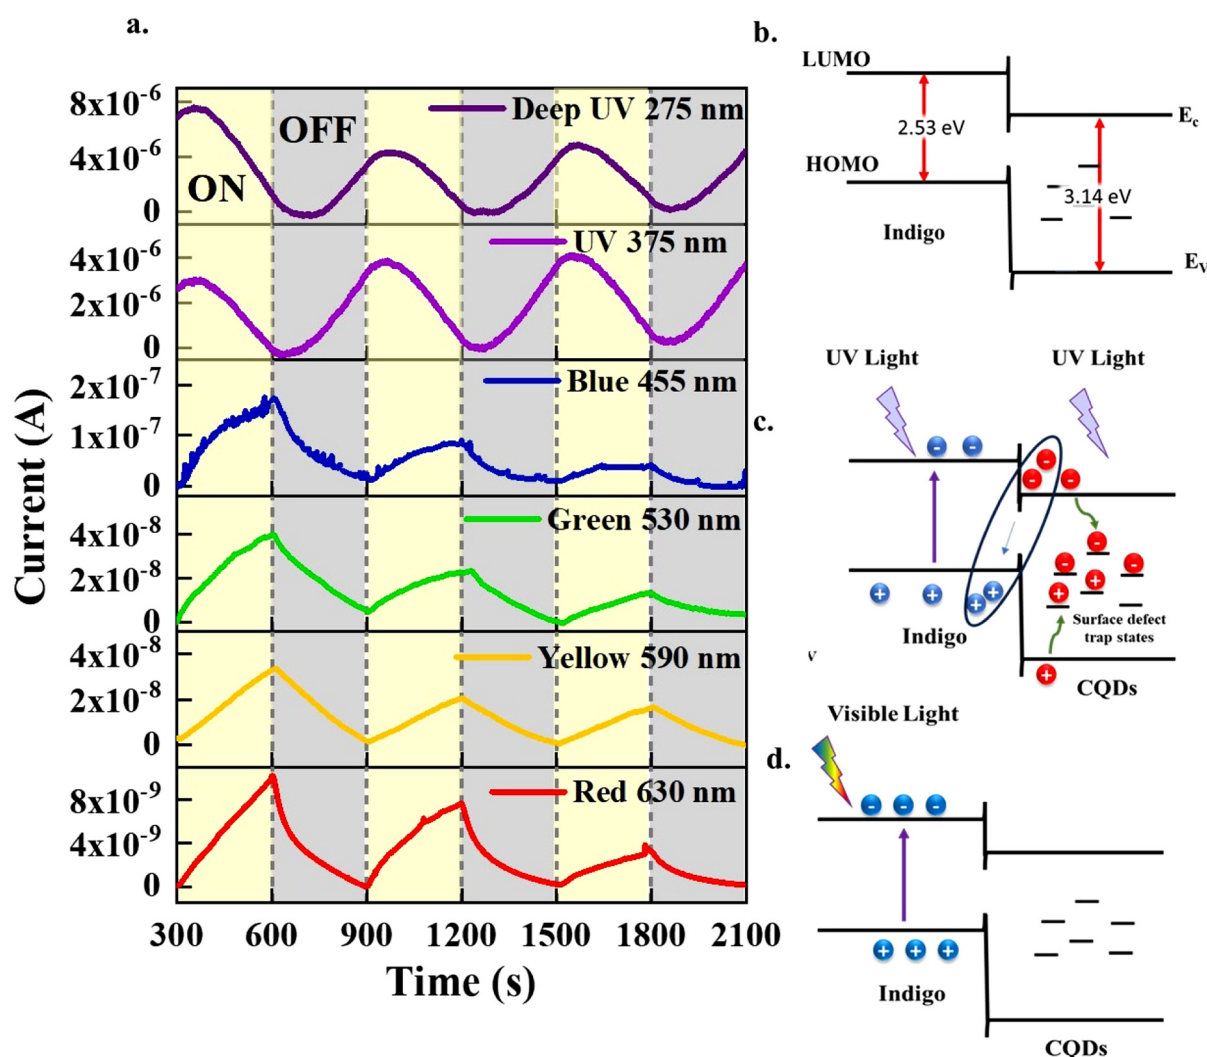 a.
8x10⁻⁶
4x10⁻⁶
0
Deep UV 275 nm
OFF
ON
4x10⁻⁶
2x10⁻⁶
0
UV 375 nm
2x10⁻⁷
1x10⁻⁷
0
Blue 455 nm
4x10⁻⁸
2x10⁻⁸
0
Green 530 nm
4x10⁻⁸
2x10⁻⁸
0
Yellow 590 nm
8x10⁻⁹
4x10⁻⁹
0
Red 630 nm
Current (A)
300 600 900 1200 1500 1800 2100
Time (s)
b.
LUMO
2.53 eV
HOMO
Indigo
Ec
3.14 eV
EV
c.
UV Light UV Light
- - - - -
- - -
+ +
+ + + +
Surface defect
trap states
Indigo
+
CQDs
v
d.
Visible Light
- - -
+ + +
Indigo
CQDs